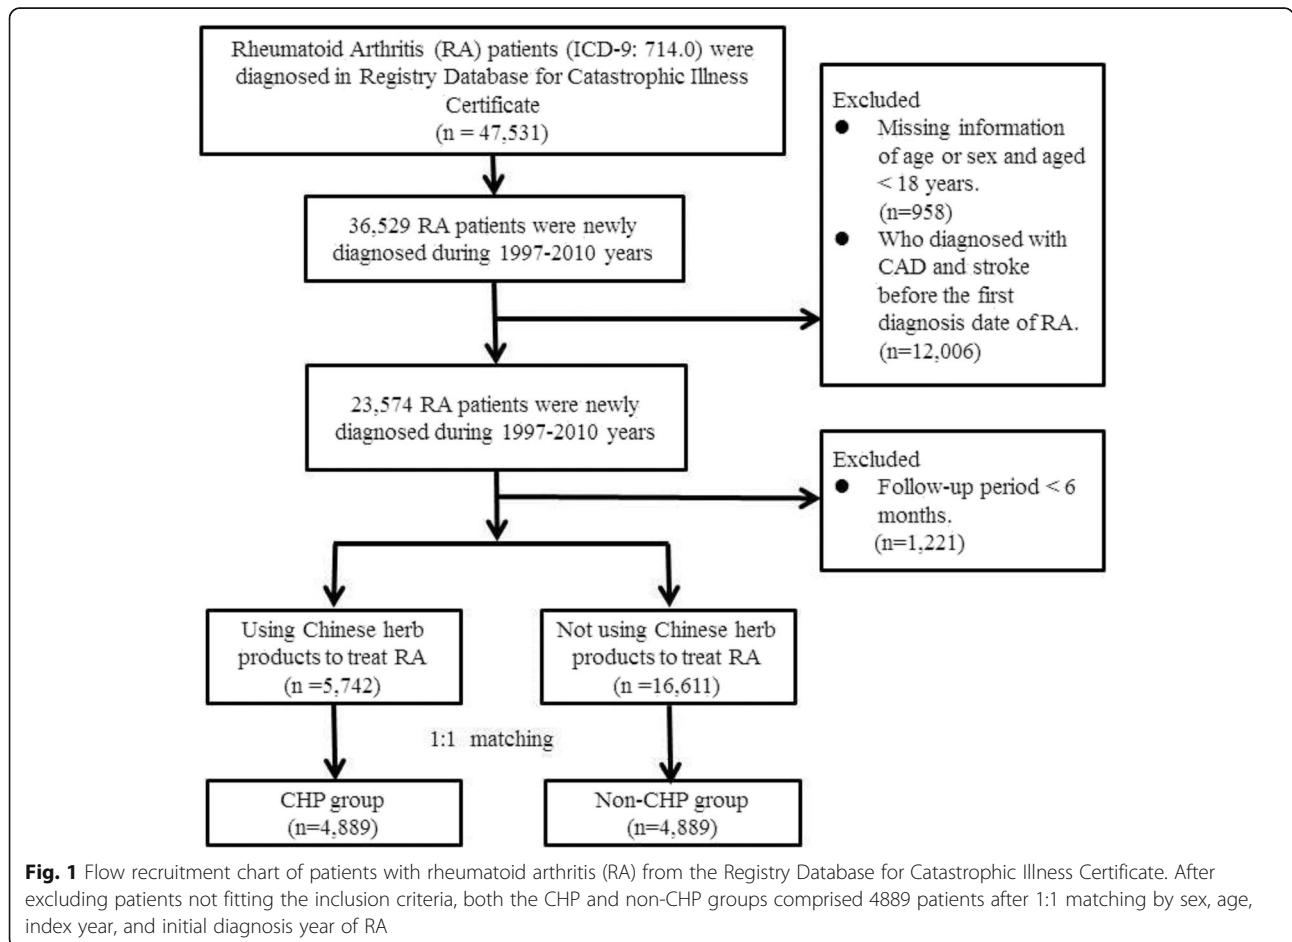 Rheumatoid Arthritis (RA) patients (ICD-9: 714.0) were
diagnosed in Registry Database for Catastrophic Illness
Certificate
(n = 47,531)
Excluded
● Missing information
of age or sex and aged
< 18 years.
(n=958)
● Who diagnosed with
CAD and stroke
before the first
diagnosis date of RA.
(n=12,006)
36,529 RA patients were newly
diagnosed during 1997-2010 years
23,574 RA patients were newly
diagnosed during 1997-2010 years
Excluded
● Follow-up period < 6
months.
(n=1,221)
Using Chinese herb
products to treat RA
(n =5,742)
Not using Chinese herb
products to treat RA
(n =16,611)
1:1 matching
CHP group
(n=4,889)
Non-CHP group
(n=4,889)
Fig. 1 Flow recruitment chart of patients with rheumatoid arthritis (RA) from the Registry Database for Catastrophic Illness Certificate. After
excluding patients not fitting the inclusion criteria, both the CHP and non-CHP groups comprised 4889 patients after 1:1 matching by sex, age,
index year, and initial diagnosis year of RA